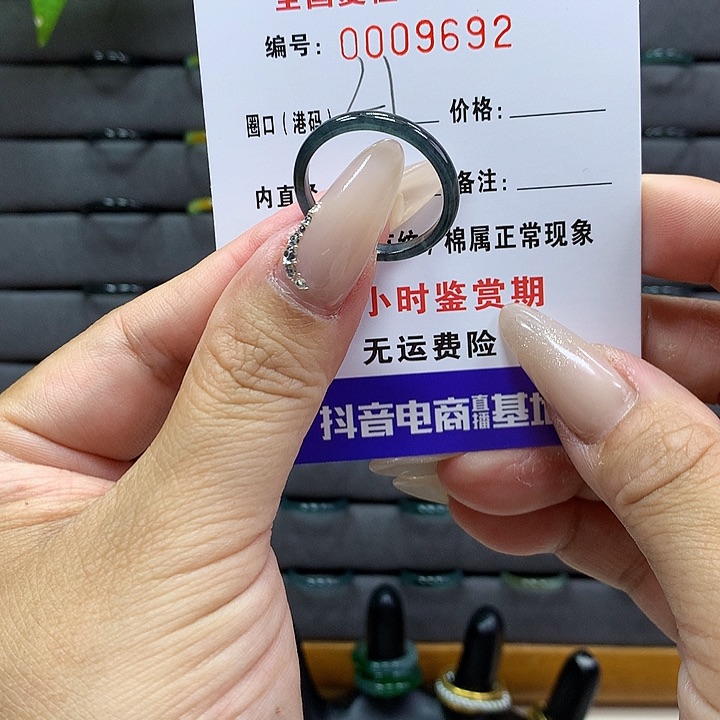 编号：0009692
圈口（港码） 价格：
内直 备注：
纹，棉属正常现象
小时鉴赏期
无运费险
抖音电商直播基地